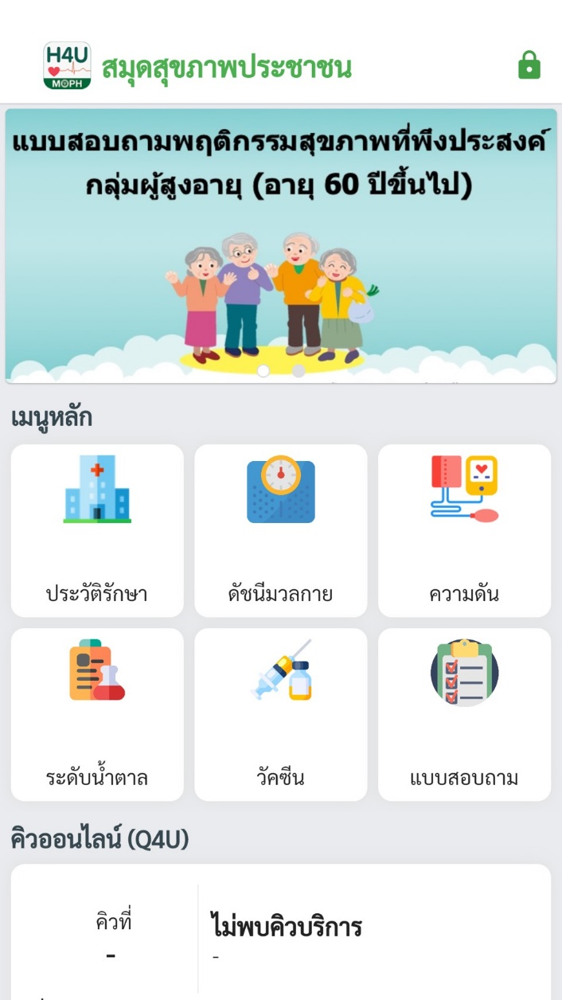 H4U
MOPH
สมุดสุขภาพประชาชน
แบบสอบถามพฤติกรรมสุขภาพที่พึงประสงค์
กลุ่มผู้สูงอายุ (อายุ 60 ปีขึ้นไป)
เมนูหลัก
ประวัติรักษา
ดัชนีมวลกาย
ความดัน
ระดับน้ำตาล
วัคซีน
แบบสอบถาม
คิวออนไลน์ (Q4U)
คิวที่
-
ไม่พบคิวบริการ
-